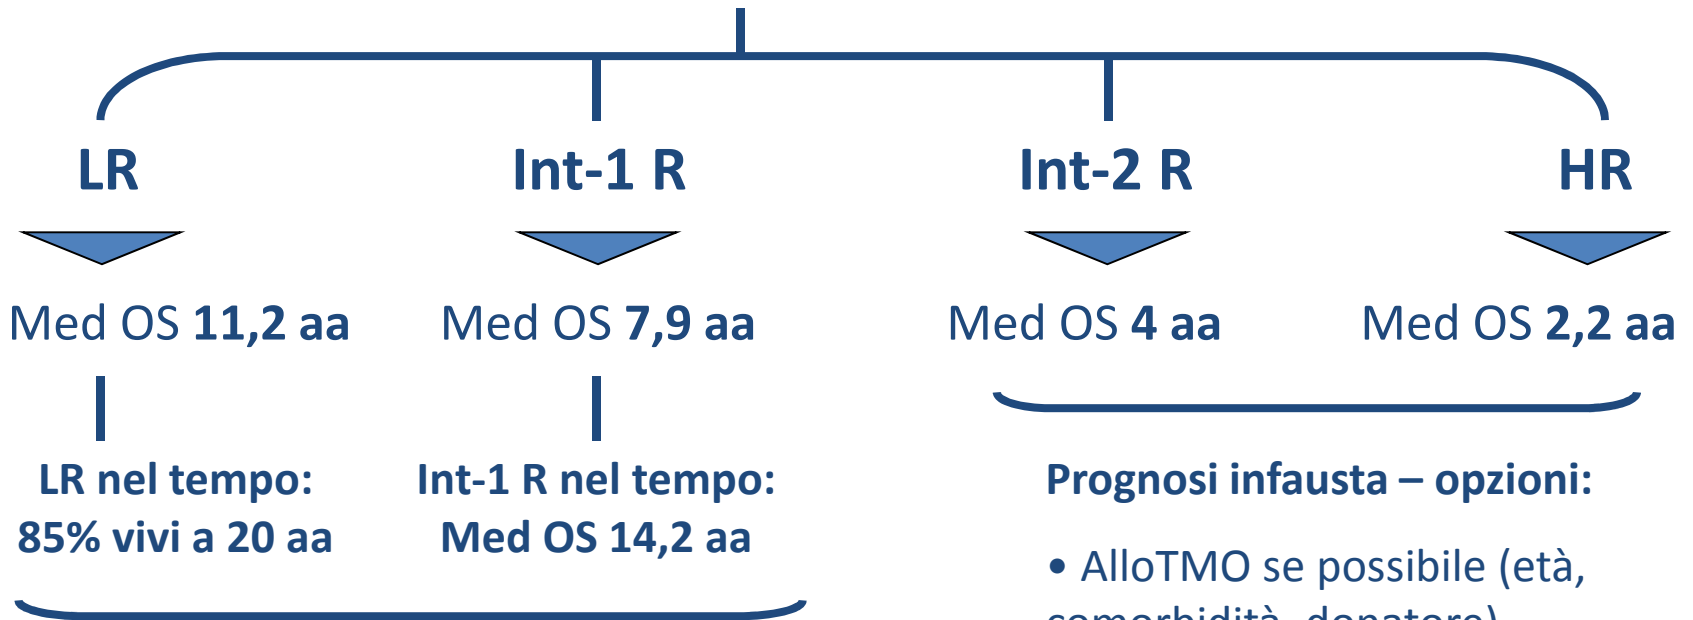 LR
Int-1 R
Int-2 R
HR
Med OS 11,2 aa
Med OS 7,9 aa
Med OS 4 aa
Med OS 2,2 aa
LR nel tempo:
85% vivi a 20 aa
Int-1 R nel tempo:
Med OS 14,2 aa
Prognosi infausta – opzioni:
• AlloTMO se possibile (età,
comorbidità, donatore)